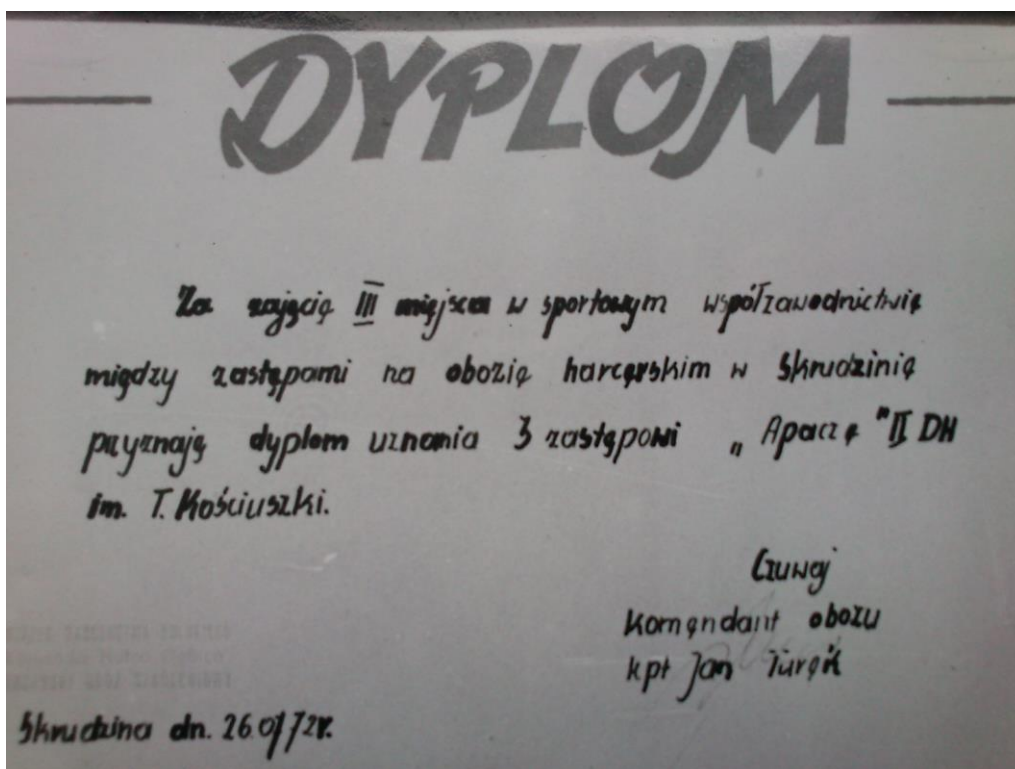 DYPLOM
Za zajęcie III miejsca w sportowym współzawodnictwie
między zastępami na obozie harcerskim w Skrudzinie
przyznaję dyplom uznania 3 zastępowi „Apacze" II DH
im. T. Kościuszki.
Czuwaj
Komendant obozu
kpt Jan Turek
Skrudzina dn. 26.07.72r.